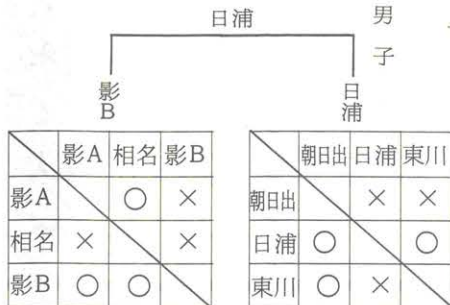 日浦
男子
影B
日浦
影A 相名 影B
影A ○ ×
相名 × ×
影B ○ ○
朝日出 日浦 東川
朝日出 × ×
日浦 ○ ○
東川 ○ ×